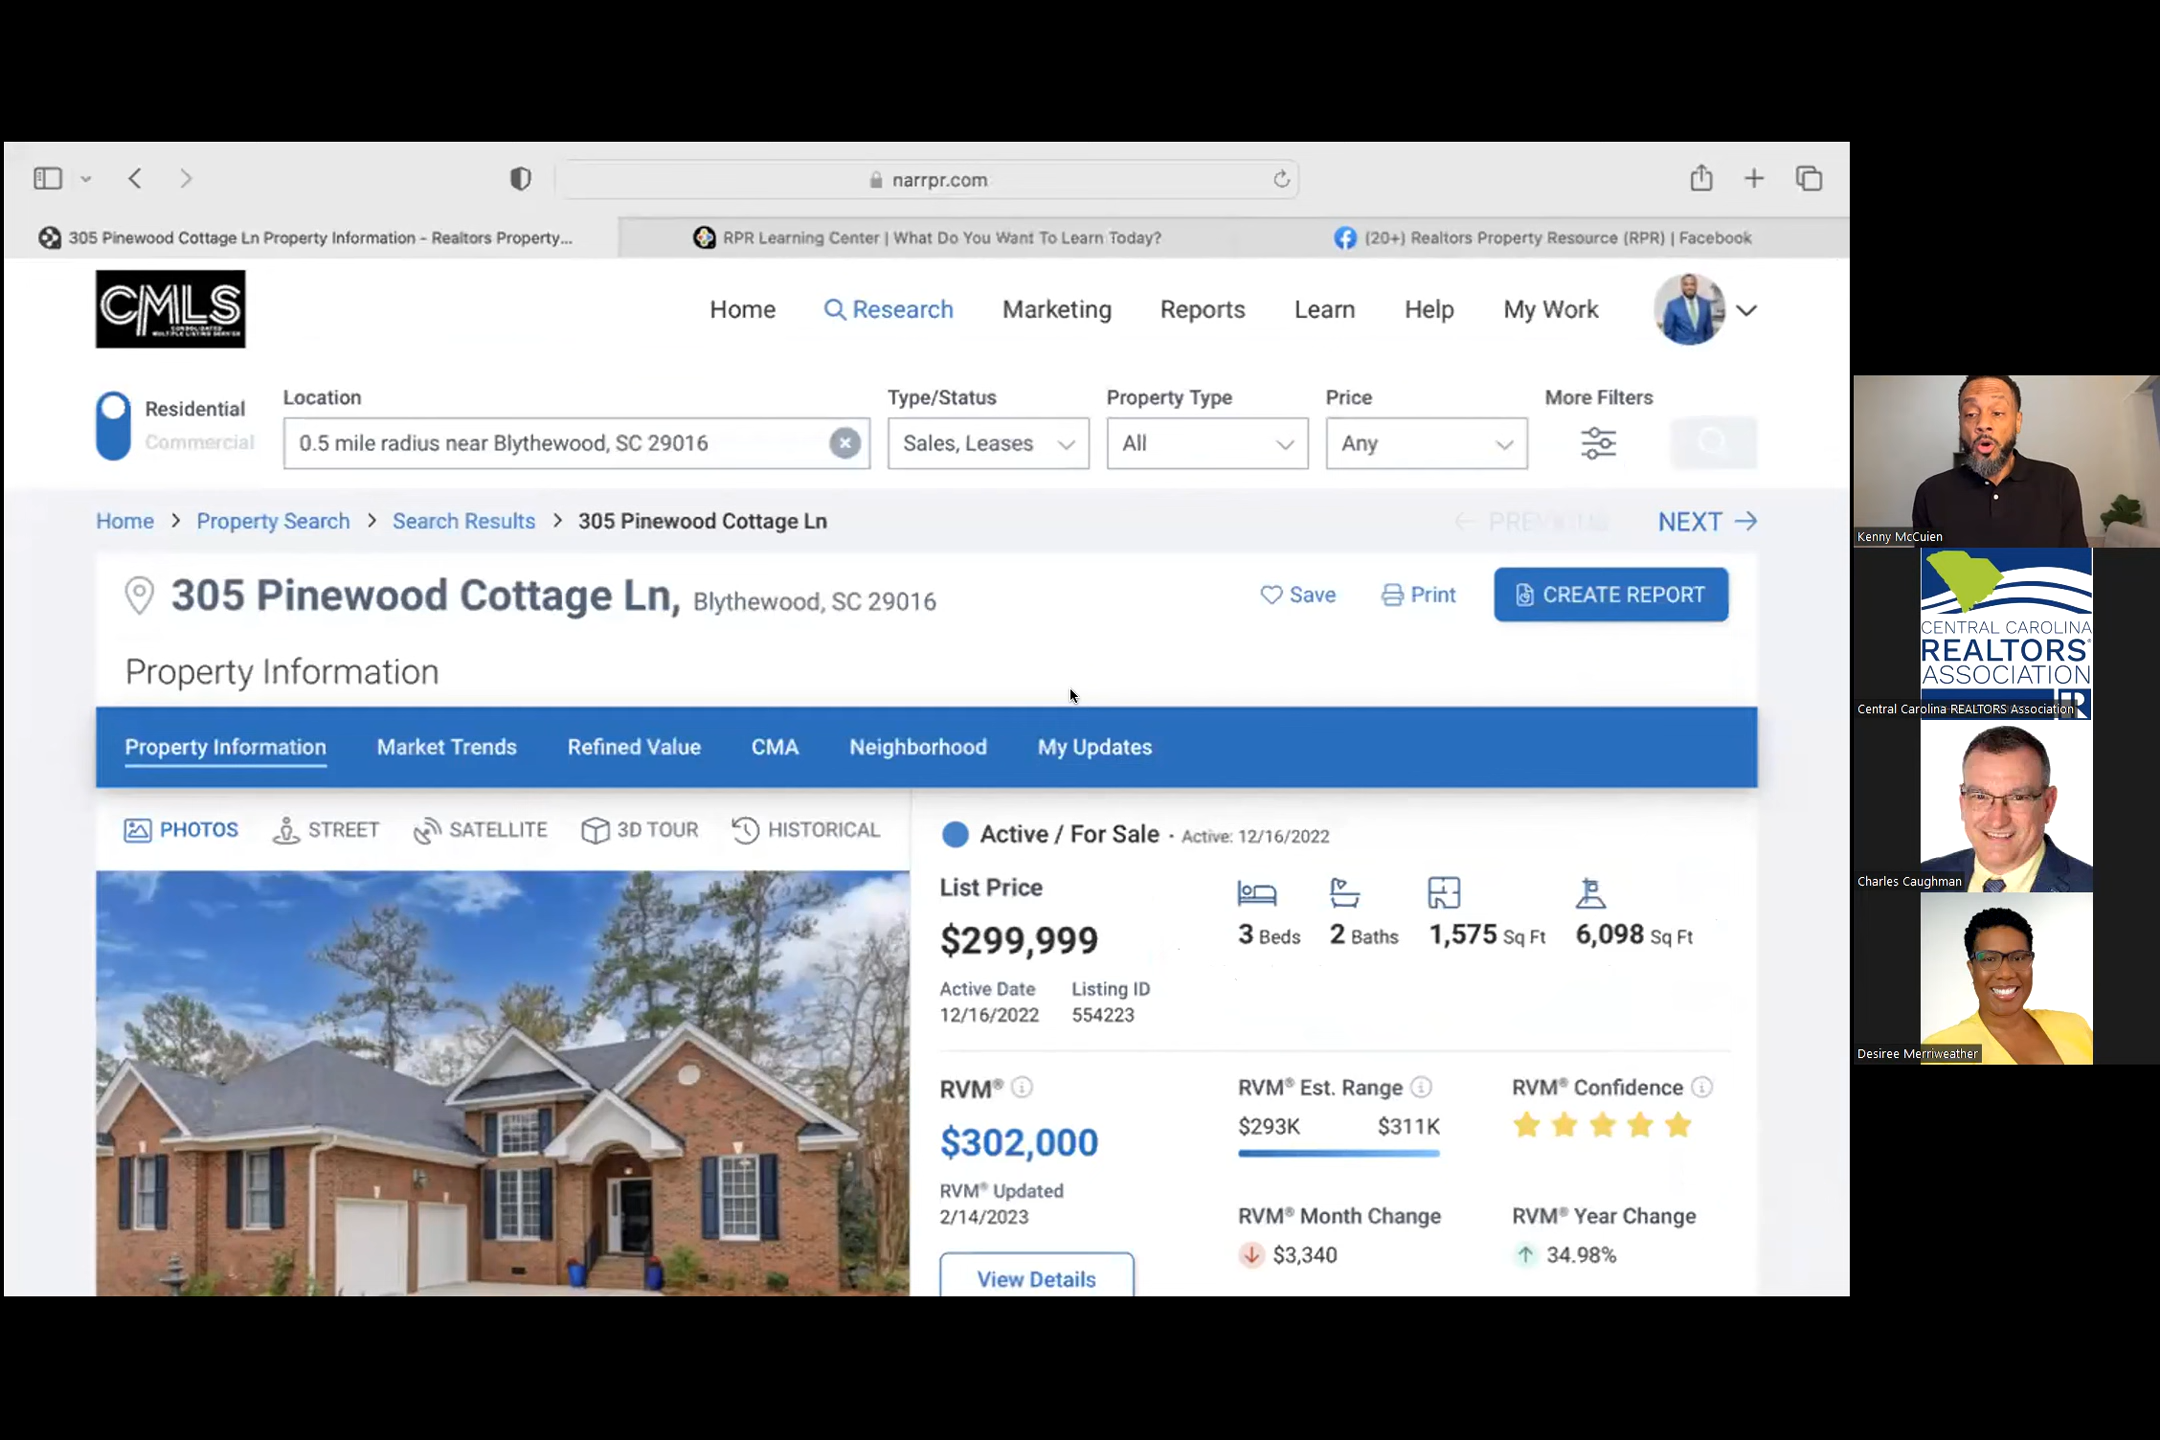 narrpr.com
305 Pinewood Cottage Ln Property Information - Realtors Property...
RPR Learning Center | What Do You Want To Learn Today?
(20+) Realtors Property Resource (RPR) | Facebook
CMLS
CONSOLIDATED
MULTIPLE LISTING SERVICE
Home
Research
Marketing
Reports
Learn
Help
My Work
Residential
Commercial
Location
0.5 mile radius near Blythewood, SC 29016
Type/Status
Sales, Leases
Property Type
All
Price
Any
More Filters
Home > Property Search > Search Results > 305 Pinewood Cottage Ln
PREVIOUS
NEXT
305 Pinewood Cottage Ln, Blythewood, SC 29016
Save
Print
CREATE REPORT
Property Information
Property Information
Market Trends
Refined Value
CMA
Neighborhood
My Updates
PHOTOS
STREET
SATELLITE
3D TOUR
HISTORICAL
Active / For Sale · Active: 12/16/2022
List Price
$299,999
3 Beds
2 Baths
1,575 Sq Ft
6,098 Sq Ft
Active Date
12/16/2022
Listing ID
554223
RVM®
$302,000
RVM® Updated
2/14/2023
View Details
RVM® Est. Range
$293K
$311K
RVM® Confidence
RVM® Month Change
$3,340
RVM® Year Change
34.98%
Kenny McCuien
CENTRAL CAROLINA
REALTORS®
ASSOCIATION
Central Carolina REALTORS Association
Charles Caughman
Desiree Merriweather